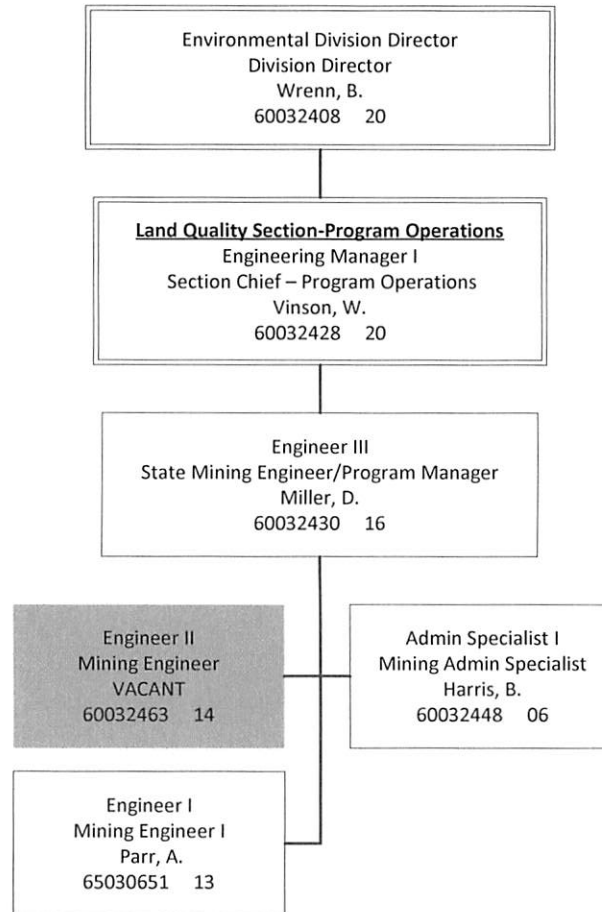 Environmental Division Director
Division Director
Wrenn, B.
60032408 20
Land Quality Section-Program Operations
Engineering Manager I
Section Chief – Program Operations
Vinson, W.
60032428 20
Engineer III
State Mining Engineer/Program Manager
Miller, D.
60032430 16
Engineer II
Mining Engineer
VACANT
60032463 14
Admin Specialist I
Mining Admin Specialist
Harris, B.
60032448 06
Engineer I
Mining Engineer I
Parr, A.
65030651 13